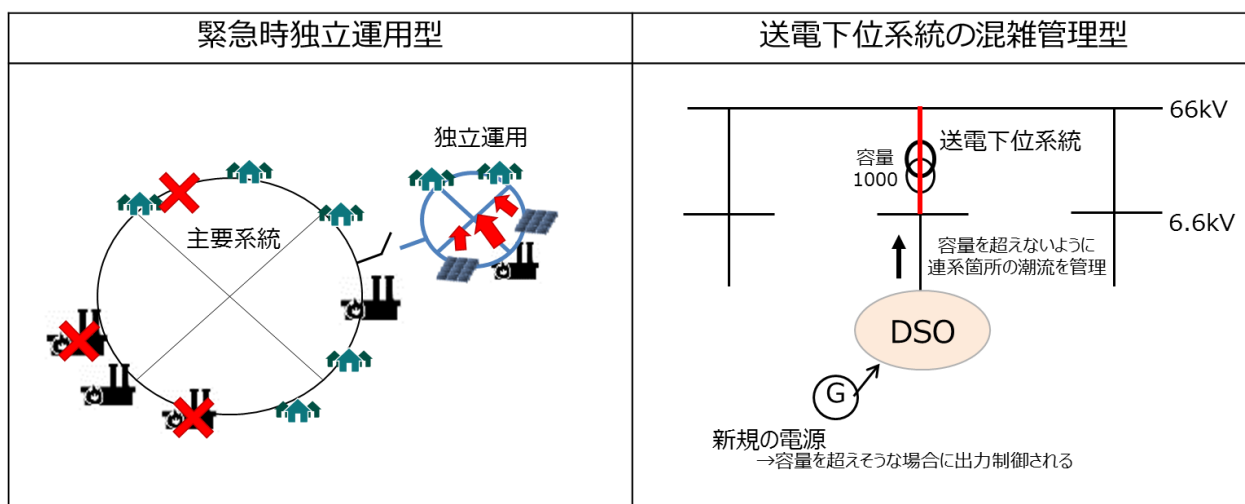 緊急時独立運用型
送電下位系統の混雑管理型
独立運用
主要系統
66kV
送電下位系統
容量
1000
6.6kV
容量を超えないように
連系箇所の潮流を管理
DSO
G
新規の電源
→容量を超えそうな場合に出力制御される